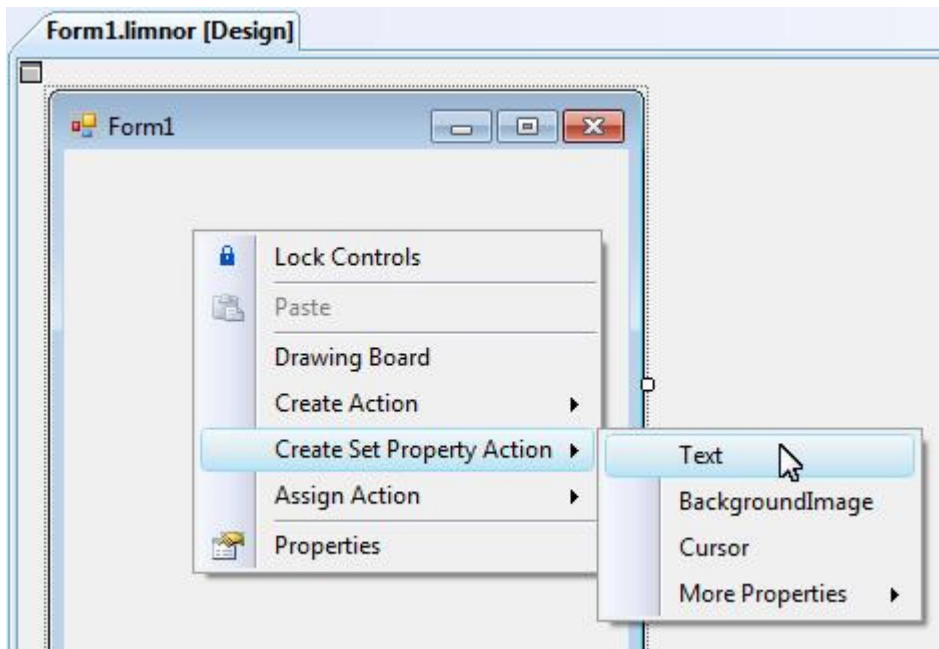 Form1.limnor [Design]
Form1
Lock Controls
Paste
Drawing Board
Create Action
Create Set Property Action
Assign Action
Properties
Text
BackgroundImage
Cursor
More Properties